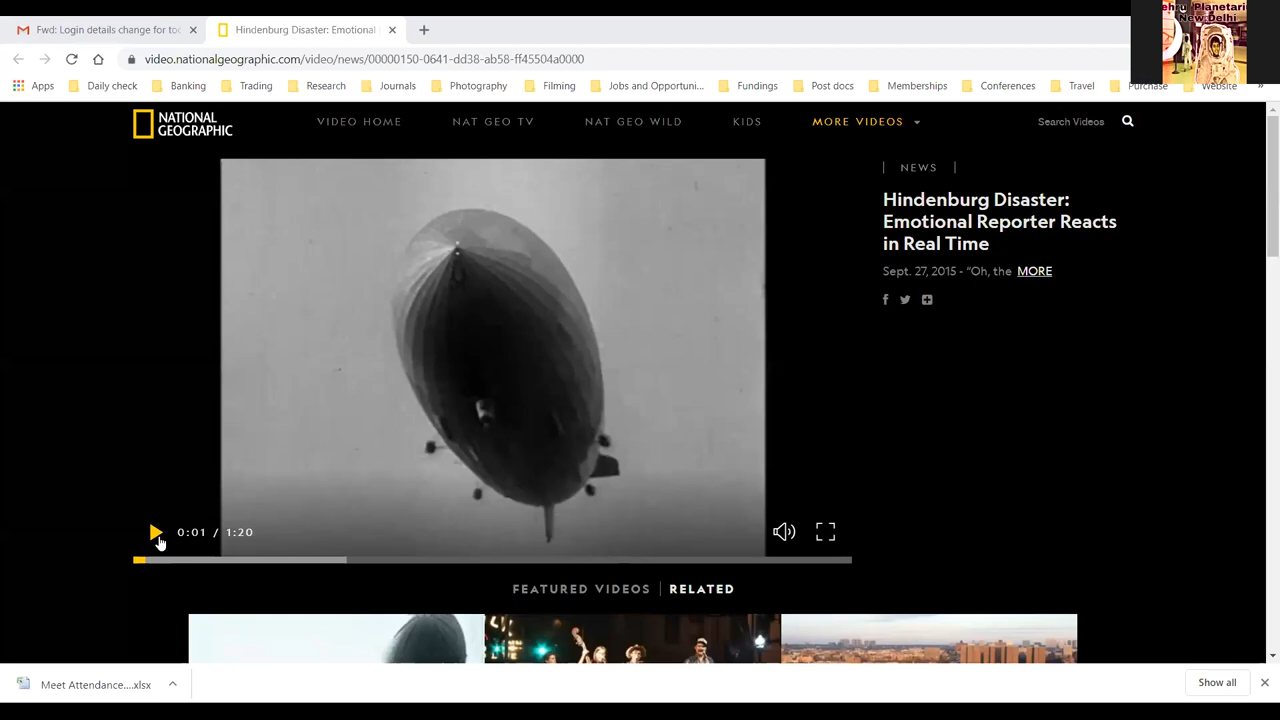 Fwd: Login details change for too
Hindenburg Disaster: Emotional
Planetari
New Delhi
video.nationalgeographic.com/video/news/00000150-0641-dd38-ab58-ff45504a0000
Apps Daily check Banking Trading Research Journals Photography Filming Jobs and Opportuni... Fundings Post docs Memberships Conferences Travel Purchase Website »
NATIONAL GEOGRAPHIC
VIDEO HOME NAT GEO TV NAT GEO WILD KIDS MORE VIDEOS Search Videos
NEWS
Hindenburg Disaster:
Emotional Reporter Reacts
in Real Time
Sept. 27, 2015 - “Oh, the MORE
0:01 / 1:20
FEATURED VIDEOS | RELATED
Meet Attendance....xlsx
Show all